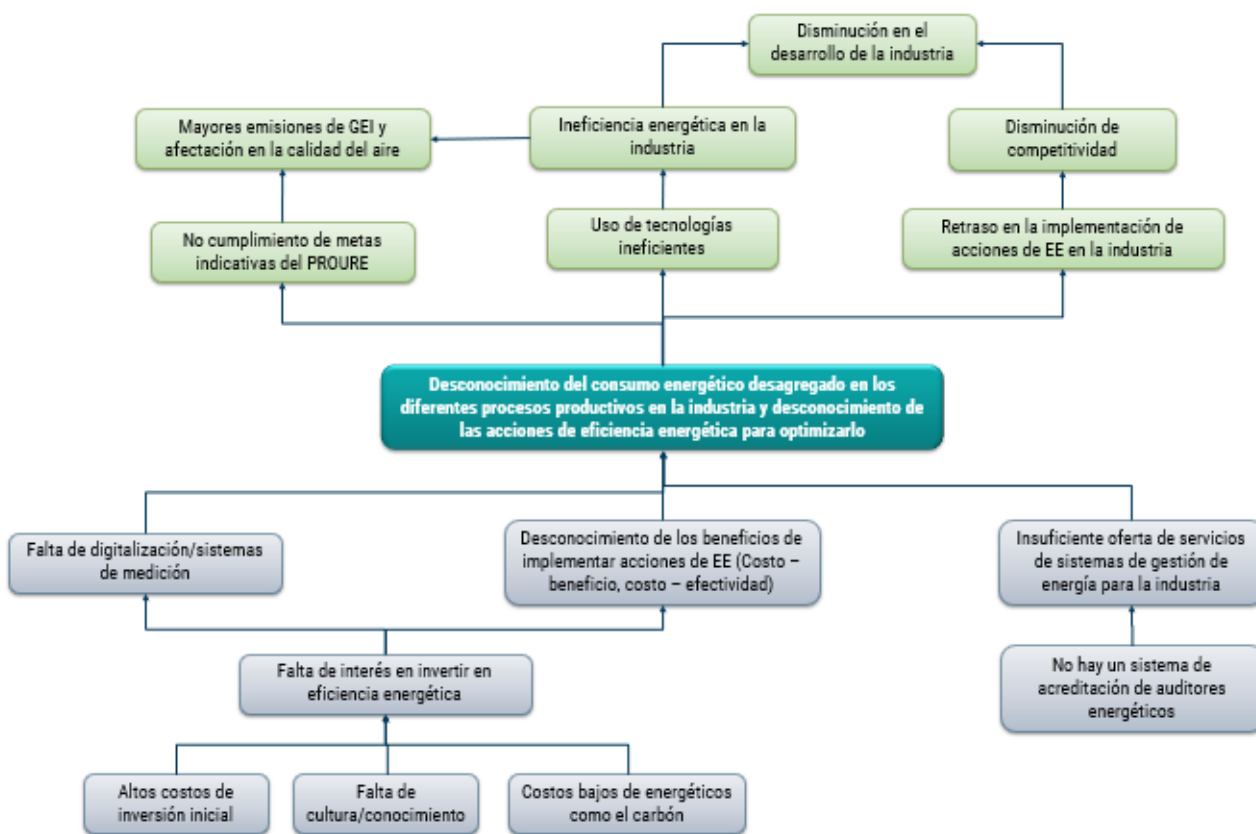 Disminución en el
desarrollo de la industria
Mayores emisiones de GEI y
afectación en la calidad del aire
Ineficiencia energética en la
industria
Disminución de
competitividad
No cumplimiento de metas
indicativas del PROURE
Uso de tecnologías
ineficientes
Retraso en la implementación de
acciones de EE en la industria
Desconocimiento del consumo energético desagregado en los
diferentes procesos productivos en la industria y desconocimiento de
las acciones de eficiencia energética para optimizarlo
Falta de digitalización/sistemas
de medición
Desconocimiento de los beneficios de
implementar acciones de EE (Costo –
beneficio, costo – efectividad)
Insuficiente oferta de servicios
de sistemas de gestión de
energía para la industria
Falta de interés en invertir en
eficiencia energética
No hay un sistema de
acreditación de auditores
energéticos
Altos costos de
inversión inicial
Falta de
cultura/conocimiento
Costos bajos de energéticos
como el carbón